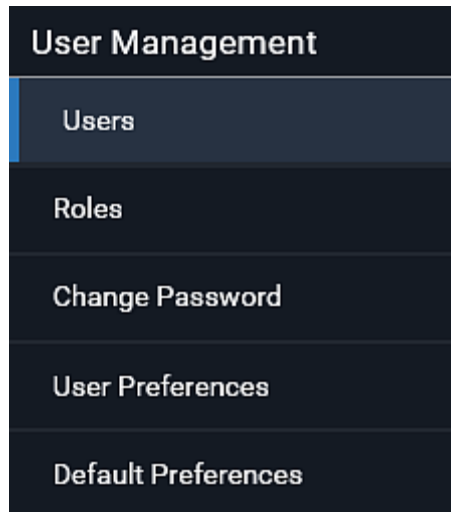 User Management
Users
Roles
Change Password
User Preferences
Default Preferences